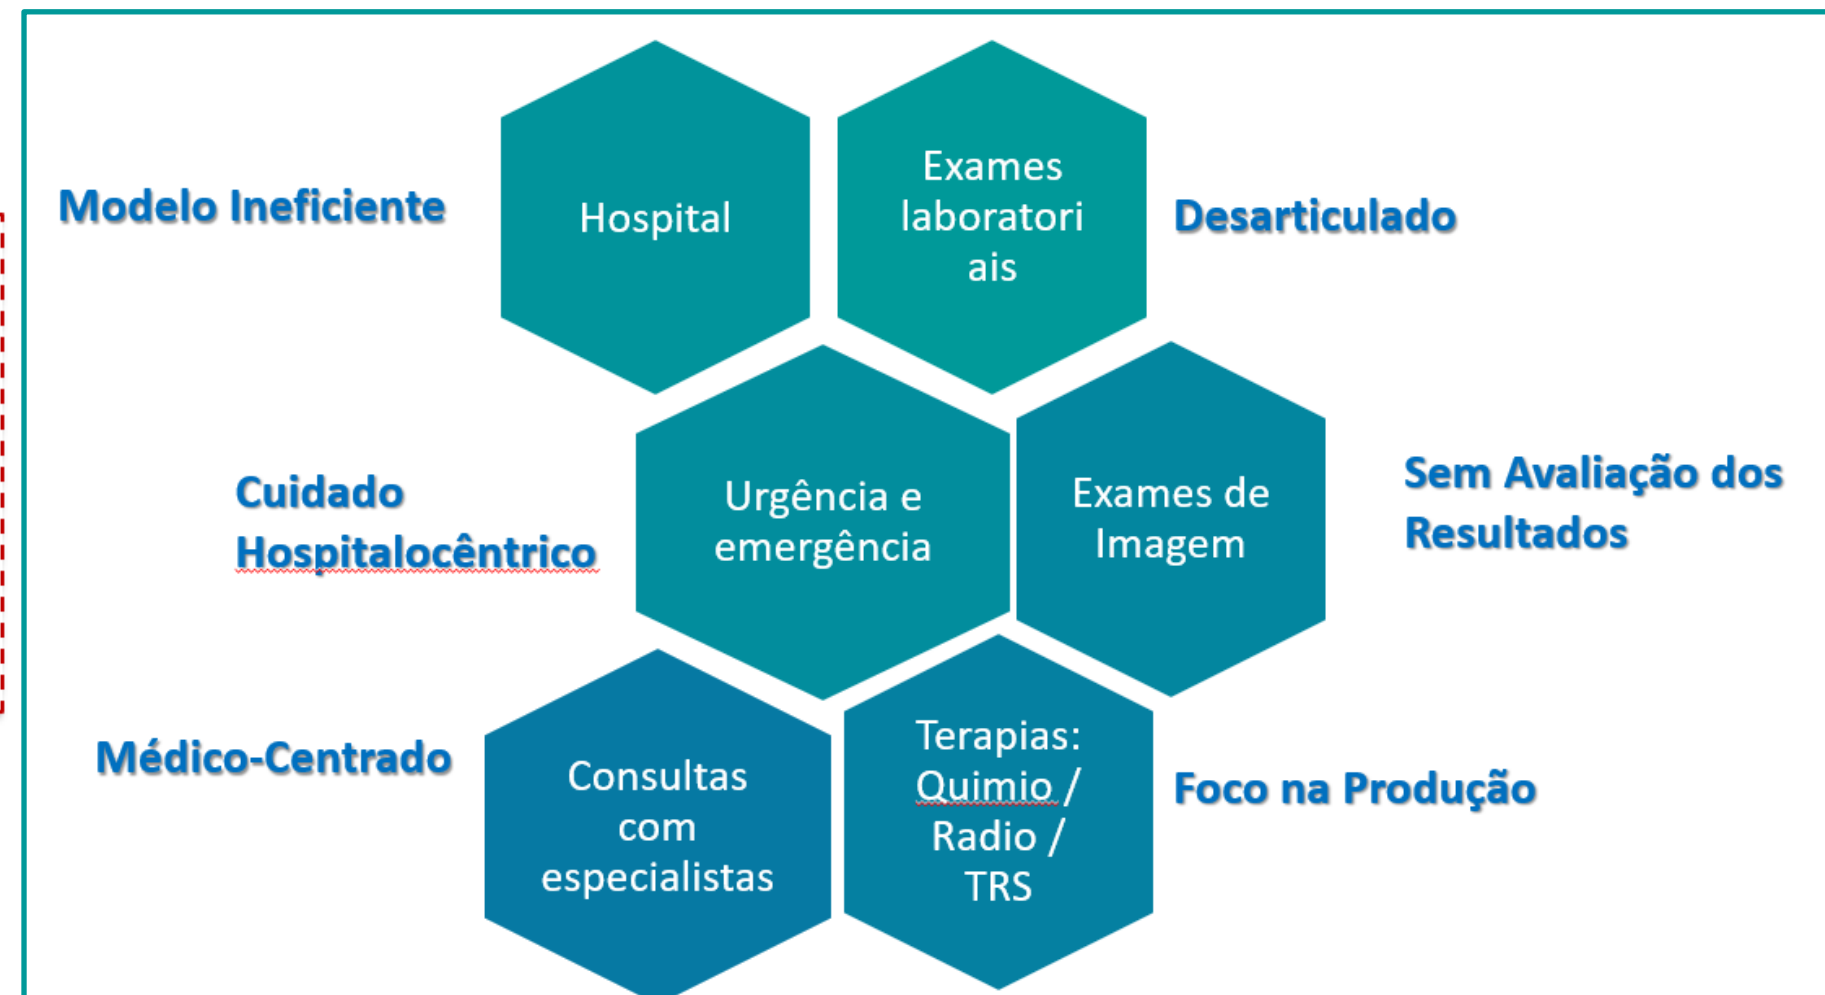 Modelo Ineficiente
Hospital
Exames
laboratori
ais
Desarticulado
Cuidado
Hospitalocêntrico
Urgência e
emergência
Exames de
Imagem
Sem Avaliação dos
Resultados
Médico-Centrado
Consultas
com
especialistas
Terapias:
Quimio /
Radio /
TRS
Foco na Produção